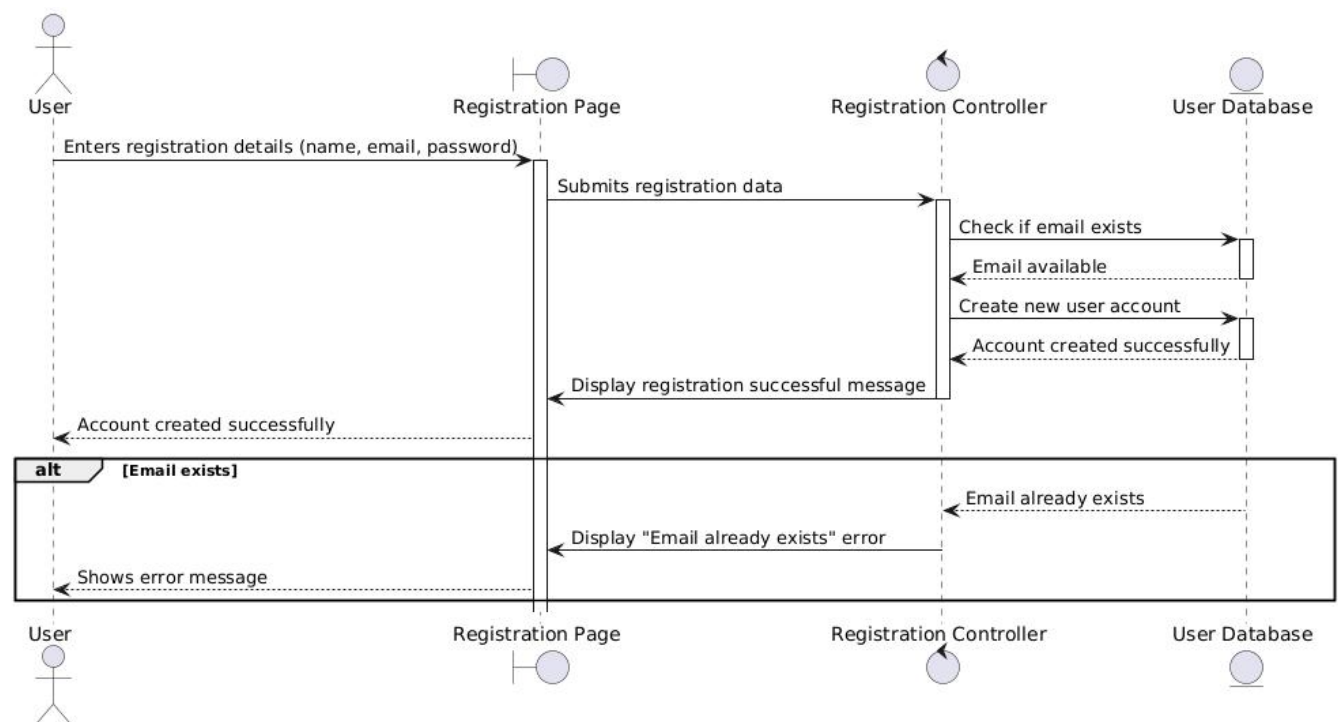 User
Registration Page
Registration Controller
User Database
Enters registration details (name, email, password)
Submits registration data
Check if email exists
Email available
Create new user account
Account created successfully
Display registration successful message
Account created successfully
alt [Email exists]
Email already exists
Display "Email already exists" error
Shows error message
User
Registration Page
Registration Controller
User Database